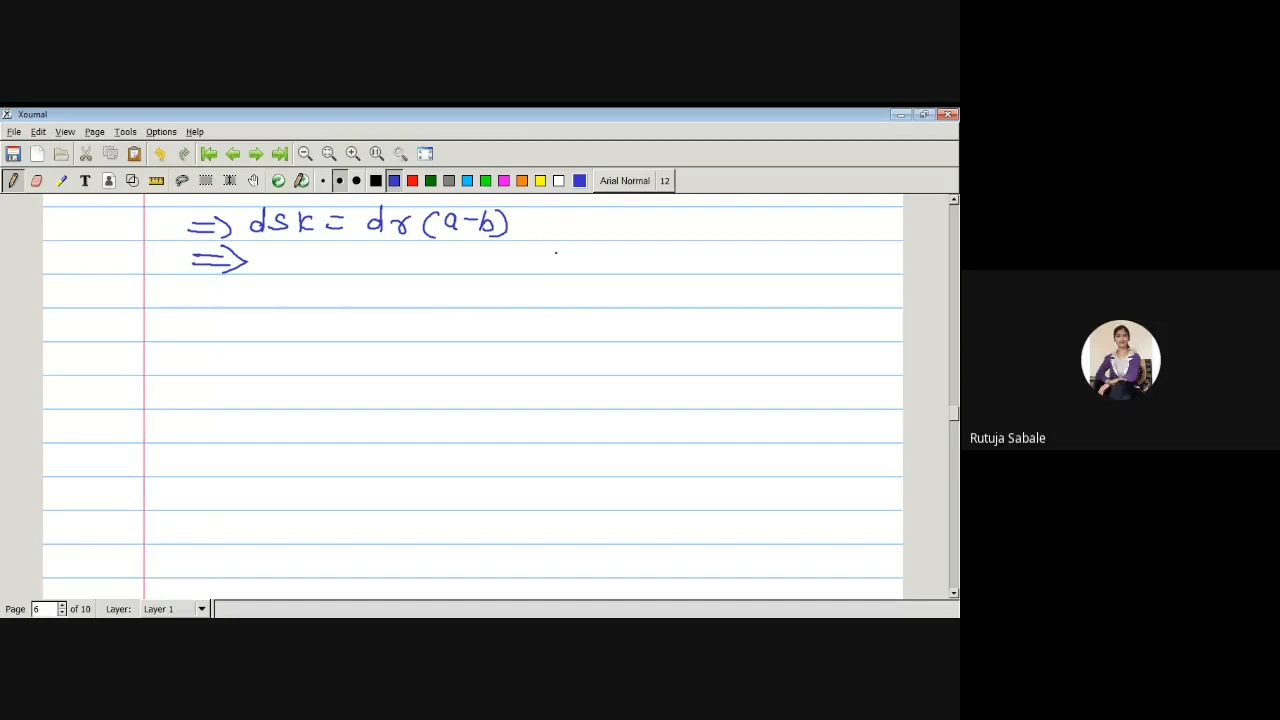 Xournal
File Edit View Page Tools Options Help
T Arial Normal 12
⇒ dsk = dr (a-b)
⇒
Rutuja Sabale
Page 6 of 10 Layer: Layer 1